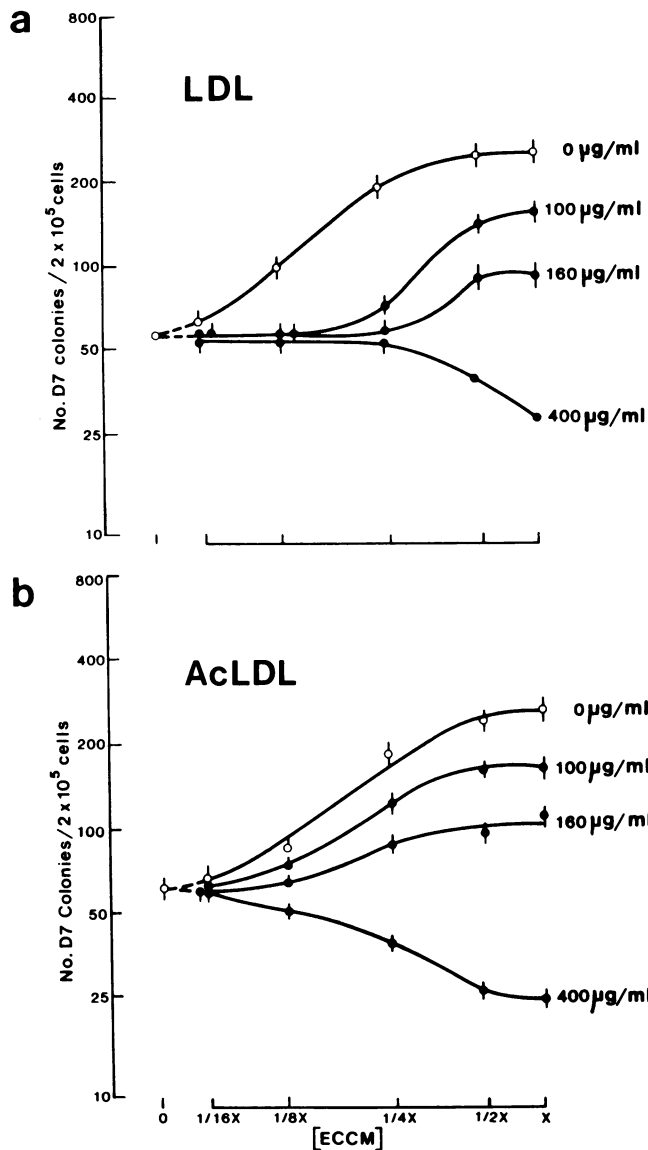 a
LDL
800
400
200
100
50
25
10
No. D7 colonies / 2 x 10⁵ cells
0 µg/ml
100 µg/ml
160 µg/ml
400 µg/ml
b
AcLDL
800
400
200
100
50
25
10
No. D7 Colonies / 2 x 10⁵ cells
0 µg/ml
100 µg/ml
160 µg/ml
400 µg/ml
0 1/16X 1/8X 1/4X 1/2X X
[ECCM]